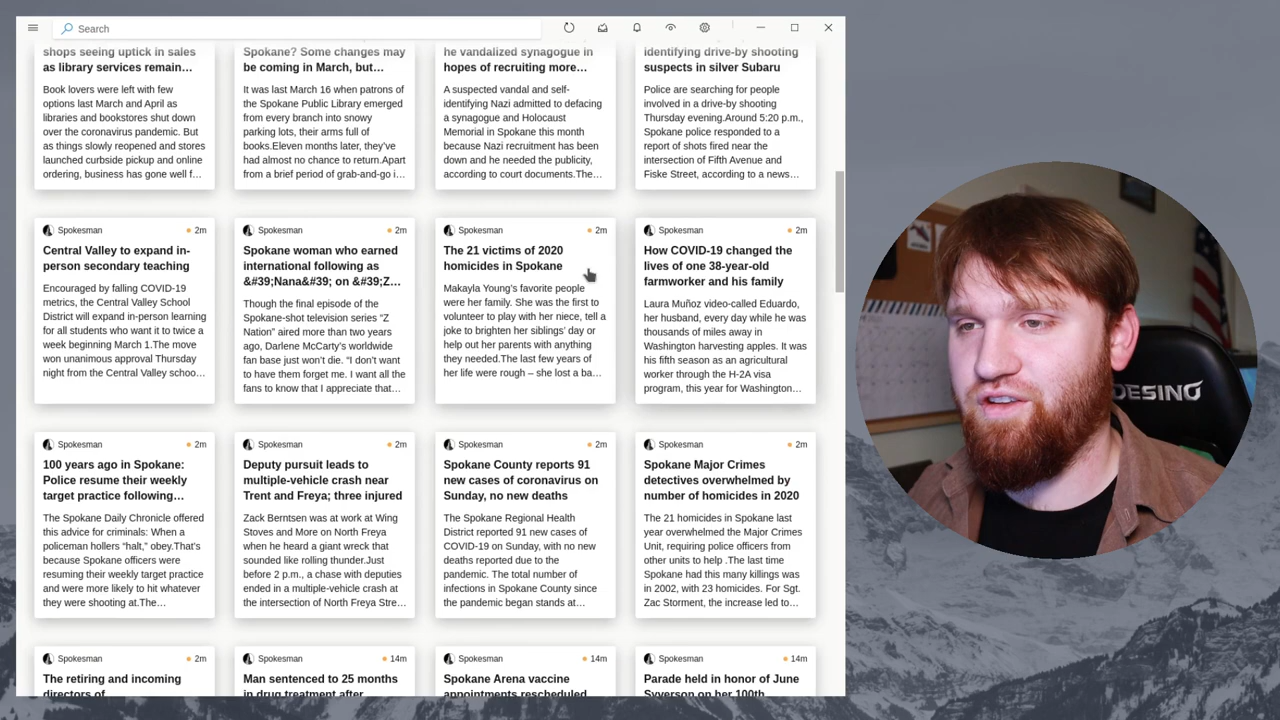 Search
shops seeing uptick in sales
as library services remain…
Book lovers were left with few
options last March and April as
libraries and bookstores shut down
over the coronavirus pandemic. But
as things slowly reopened and stores
launched curbside pickup and online
ordering, business has gone well f…
Spokane? Some changes may
be coming in March, but…
It was last March 16 when patrons of
the Spokane Public Library emerged
from every branch into snowy
parking lots, their arms full of
books.Eleven months later, they've
had almost no chance to return.Apart
from a brief period of grab-and-go i…
he vandalized synagogue in
hopes of recruiting more…
A suspected vandal and self-
identifying Nazi admitted to defacing
a synagogue and Holocaust
Memorial in Spokane this month
because Nazi recruitment has been
down and he needed the publicity,
according to court documents.The…
identifying drive-by shooting
suspects in silver Subaru
Police are searching for people
involved in a drive-by shooting
Thursday evening.Around 5:20 p.m.,
Spokane police responded to a
report of shots fired near the
intersection of Fifth Avenue and
Fiske Street, according to a news…
Spokesman 2m
Central Valley to expand in-
person secondary teaching
Encouraged by falling COVID-19
metrics, the Central Valley School
District will expand in-person learning
for all students who want it to twice a
week beginning March 1.The move
won unanimous approval Thursday
night from the Central Valley schoo…
Spokesman 2m
Spokane woman who earned
international following as
&#39;Nana&#39; on &#39;Z…
Though the final episode of the
Spokane-shot television series “Z
Nation” aired more than two years
ago, Darlene McCarty’s worldwide
fan base just won’t die. “I don’t want
to have them forget me. I want all the
fans to know that I appreciate that…
Spokesman 2m
The 21 victims of 2020
homicides in Spokane
Makayla Young’s favorite people
were her family. She was the first to
volunteer to play with her niece, tell a
joke to brighten her siblings’ day or
help out her parents with anything
they needed.The last few years of
her life were rough – she lost a ba…
Spokesman 2m
How COVID-19 changed the
lives of one 38-year-old
farmworker and his family
Laura Muñoz video-called Eduardo,
her husband, every day while he was
thousands of miles away in
Washington harvesting apples. It was
his fifth season as an agricultural
worker through the H-2A visa
program, this year for Washington…
Spokesman 2m
100 years ago in Spokane:
Police resume their weekly
target practice following…
The Spokane Daily Chronicle offered
this advice for criminals: When a
policeman hollers “halt,” obey.That’s
because Spokane officers were
resuming their weekly target practice
and were more likely to hit whatever
they were shooting at.The…
Spokesman 2m
Deputy pursuit leads to
multiple-vehicle crash near
Trent and Freya; three injured
Zack Berntsen was at work at Wing
Stoves and More on North Freya
when he heard a giant wreck that
sounded like rolling thunder.Just
before 2 p.m., a chase with deputies
ended in a multiple-vehicle crash at
the intersection of North Freya Stre…
Spokesman 2m
Spokane County reports 91
new cases of coronavirus on
Sunday, no new deaths
The Spokane Regional Health
District reported 91 new cases of
COVID-19 on Sunday, with no new
deaths reported due to the
pandemic. The total number of
infections in Spokane County since
the pandemic began stands at…
Spokesman 2m
Spokane Major Crimes
detectives overwhelmed by
number of homicides in 2020
The 21 homicides in Spokane last
year overwhelmed the Major Crimes
Unit, requiring police officers from
other units to help .The last time
Spokane had this many killings was
in 2002, with 23 homicides. For Sgt.
Zac Storment, the increase led to…
Spokesman 2m
The retiring and incoming
directors of
Spokesman 14m
Man sentenced to 25 months
in drug treatment after
Spokesman 14m
Spokane Arena vaccine
appointments rescheduled
Spokesman 14m
Parade held in honor of June
Syverson on her 100th
DESINO